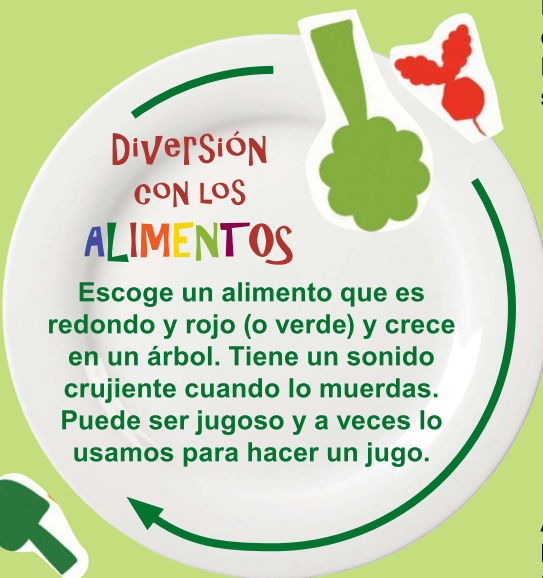 Diversión
con los
ALIMENTOS
Escoge un alimento que es
redondo y rojo (o verde) y crece
en un árbol. Tiene un sonido
crujiente cuando lo muerdas.
Puede ser jugoso y a veces lo
usamos para hacer un jugo.